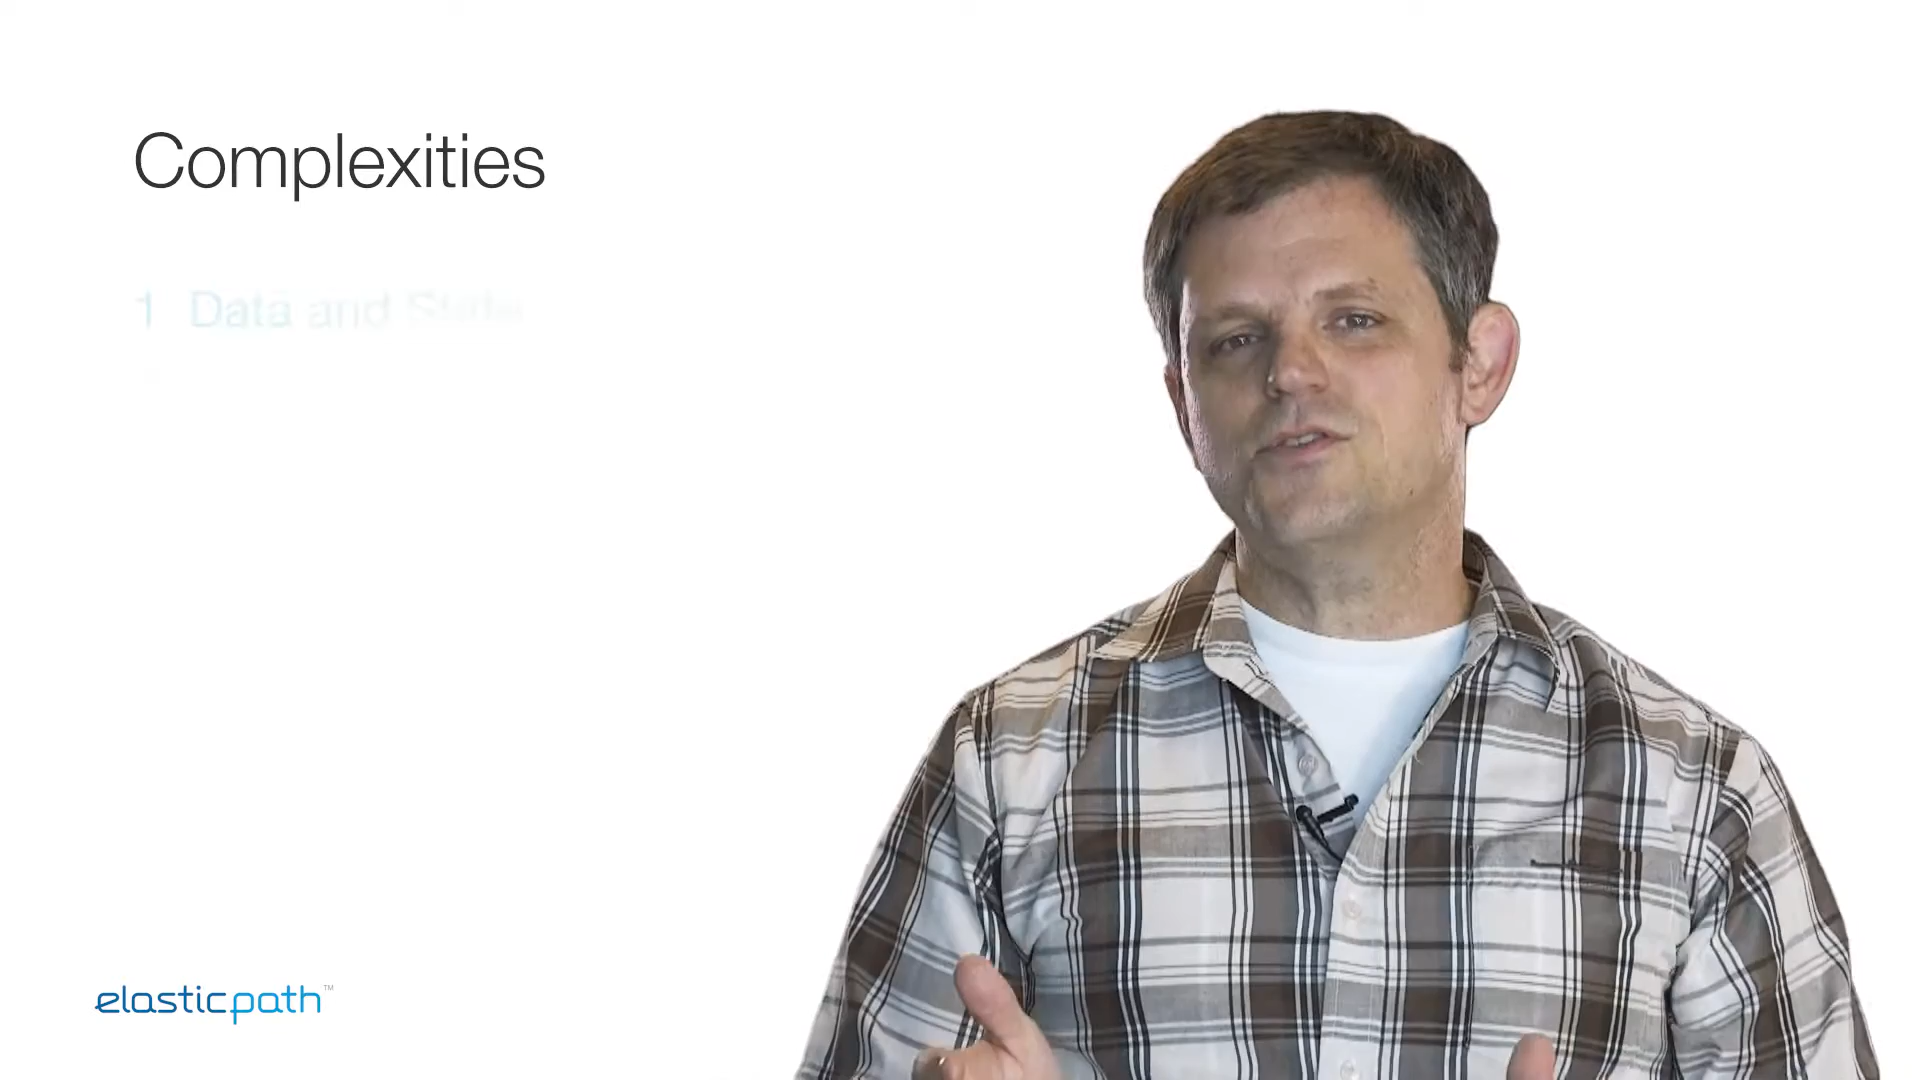 Complexities
1 Data and
elasticpath™